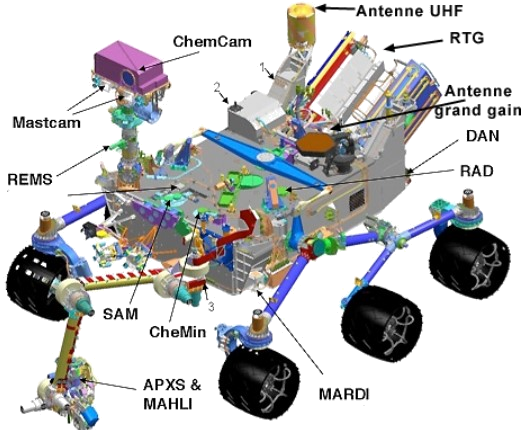 Antenne UHF
ChemCam
RTG
1
2
Antenne
grand gain
Mastcam
DAN
REMS
RAD
SAM
CheMin
3
APXS &
MAHLI
MARDI